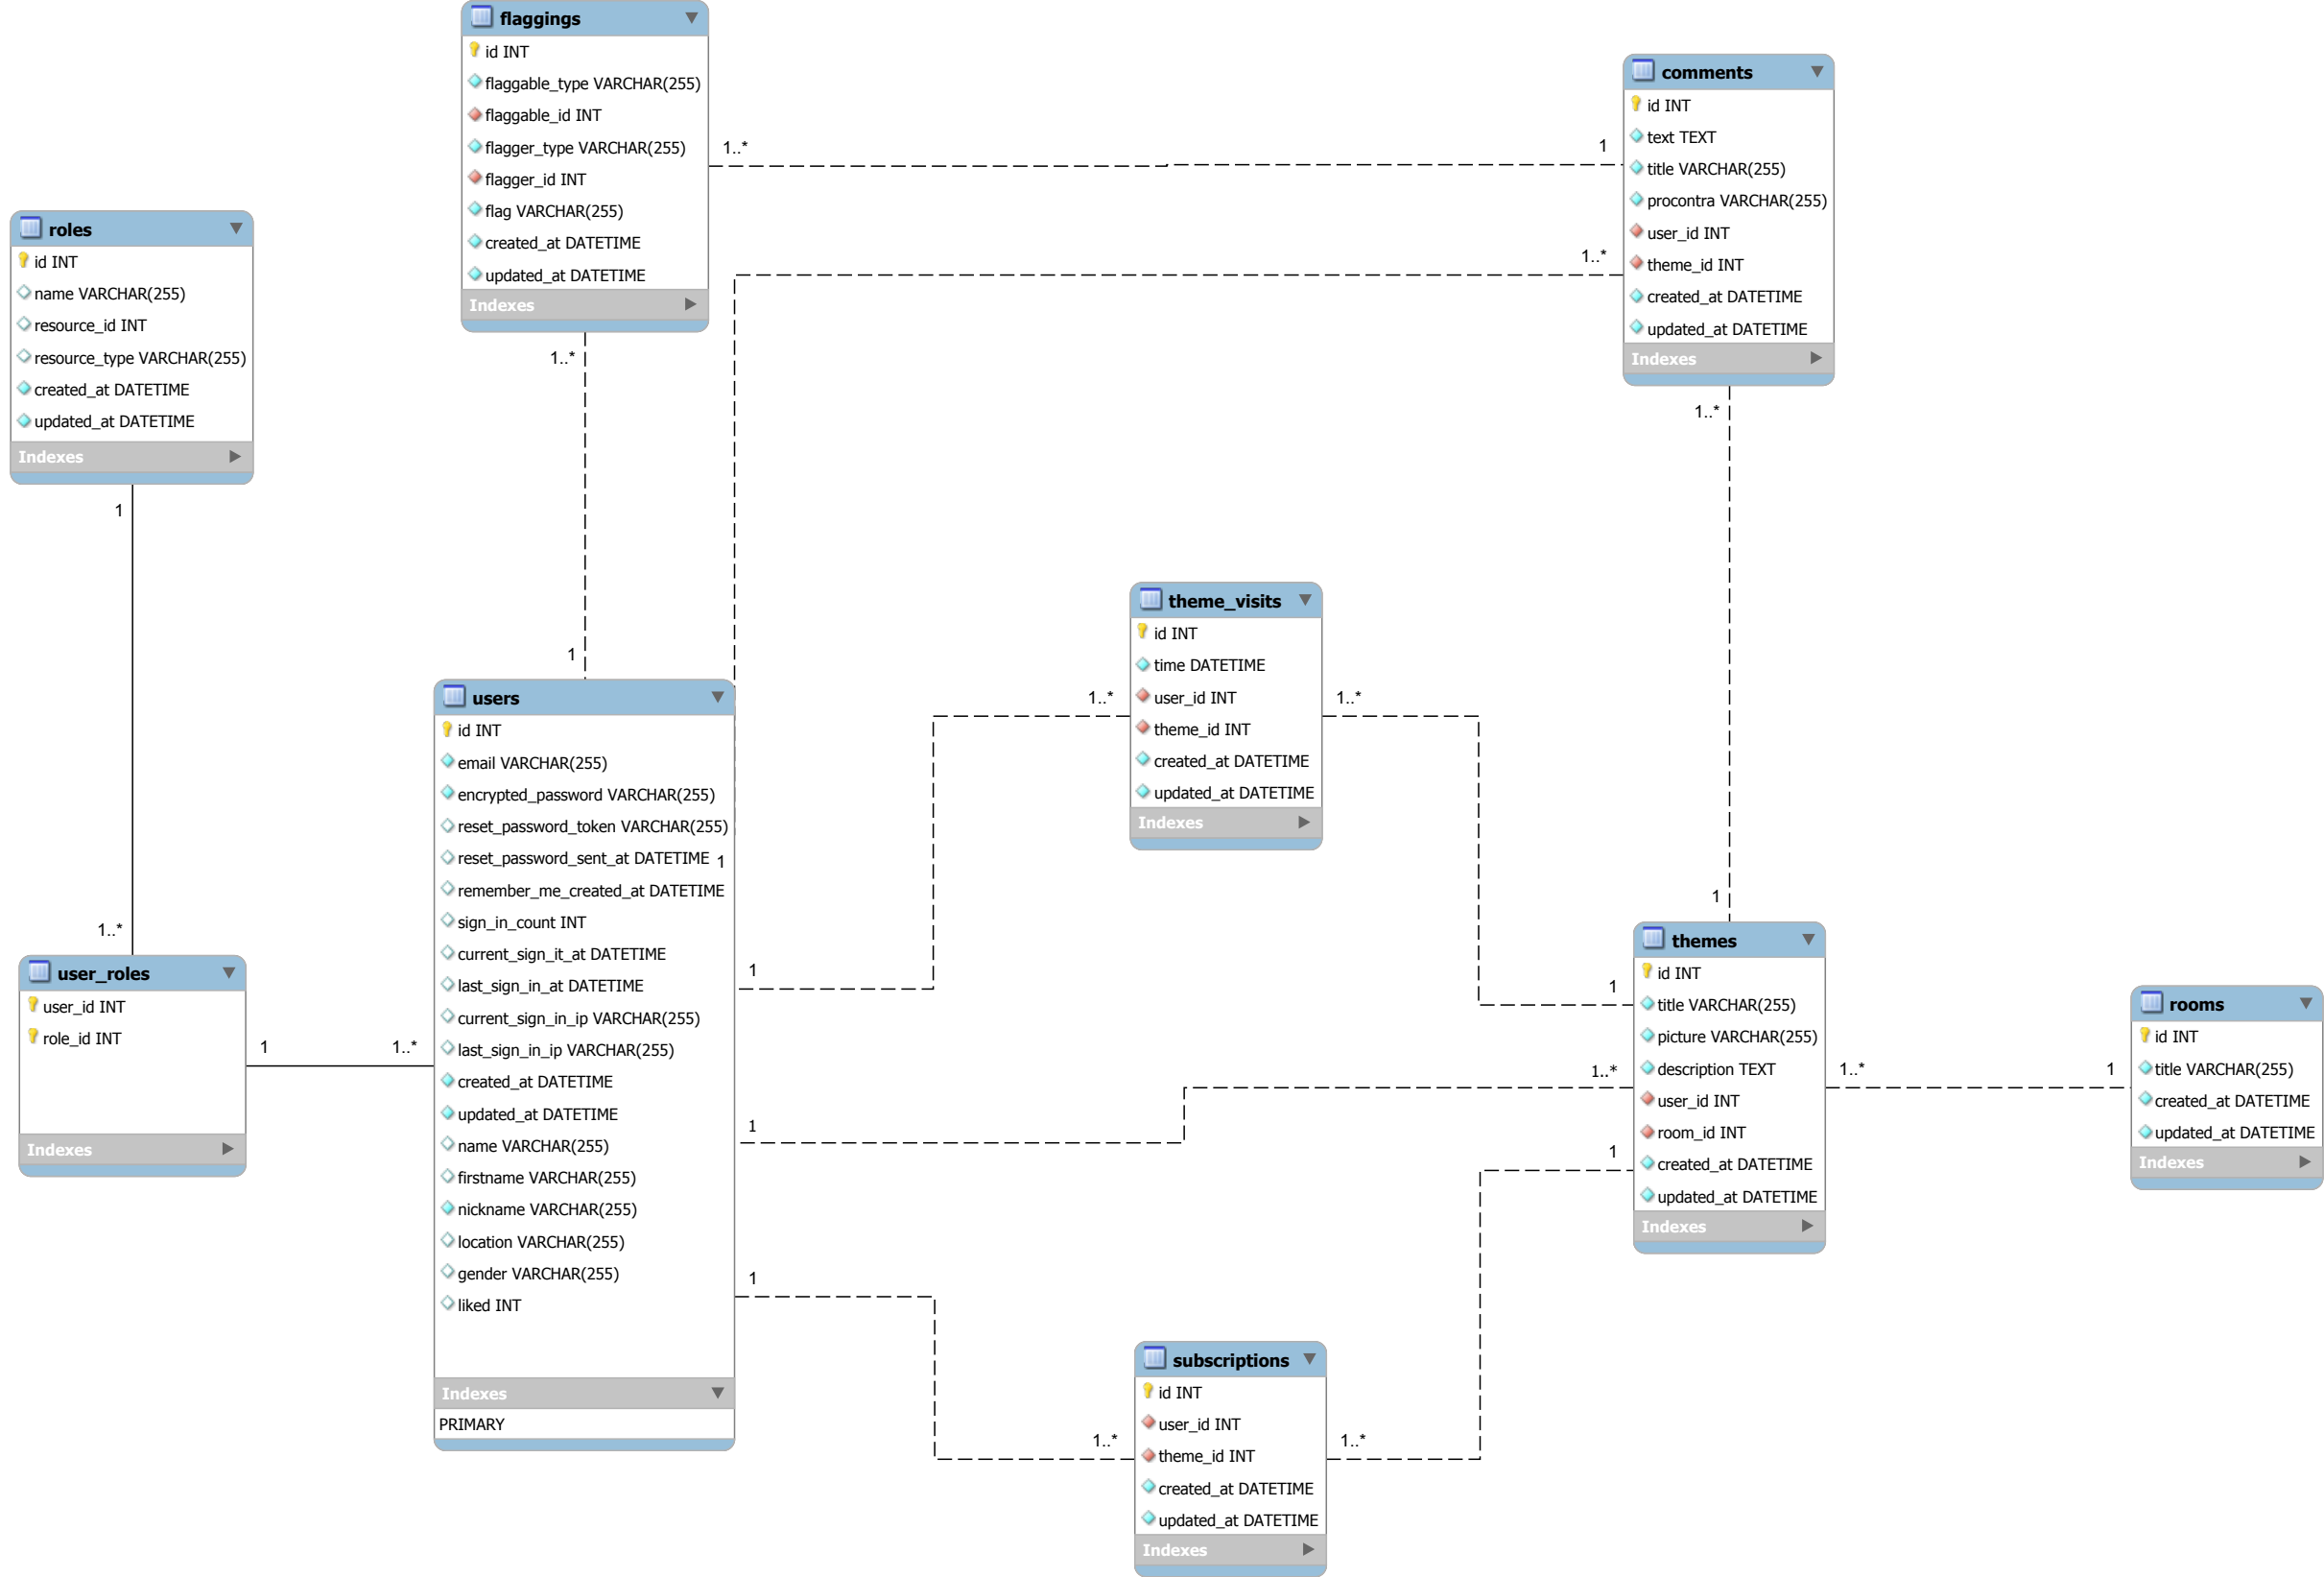 flaggings
id INT
flaggable_type VARCHAR(255)
flaggable_id INT
flagger_type VARCHAR(255)
flagger_id INT
flag VARCHAR(255)
created_at DATETIME
updated_at DATETIME
Indexes
comments
id INT
text TEXT
title VARCHAR(255)
procontra VARCHAR(255)
user_id INT
theme_id INT
created_at DATETIME
updated_at DATETIME
Indexes
1..*
1
1..*
1..*
1..*
roles
id INT
name VARCHAR(255)
resource_id INT
resource_type VARCHAR(255)
created_at DATETIME
updated_at DATETIME
Indexes
1
1..*
1
theme_visits
id INT
time DATETIME
user_id INT
theme_id INT
created_at DATETIME
updated_at DATETIME
Indexes
1..*
1..*
users
id INT
email VARCHAR(255)
encrypted_password VARCHAR(255)
reset_password_token VARCHAR(255)
reset_password_sent_at DATETIME
1
remember_me_created_at DATETIME
sign_in_count INT
current_sign_it_at DATETIME
last_sign_in_at DATETIME
current_sign_in_ip VARCHAR(255)
last_sign_in_ip VARCHAR(255)
created_at DATETIME
updated_at DATETIME
name VARCHAR(255)
firstname VARCHAR(255)
nickname VARCHAR(255)
location VARCHAR(255)
gender VARCHAR(255)
liked INT
Indexes
PRIMARY
user_roles
user_id INT
role_id INT
Indexes
1
1..*
1
1
1
1
1
1..*
1
themes
id INT
title VARCHAR(255)
picture VARCHAR(255)
description TEXT
user_id INT
room_id INT
created_at DATETIME
updated_at DATETIME
Indexes
1..*
1
rooms
id INT
title VARCHAR(255)
created_at DATETIME
updated_at DATETIME
Indexes
subscriptions
id INT
user_id INT
theme_id INT
created_at DATETIME
updated_at DATETIME
Indexes
1..*
1..*